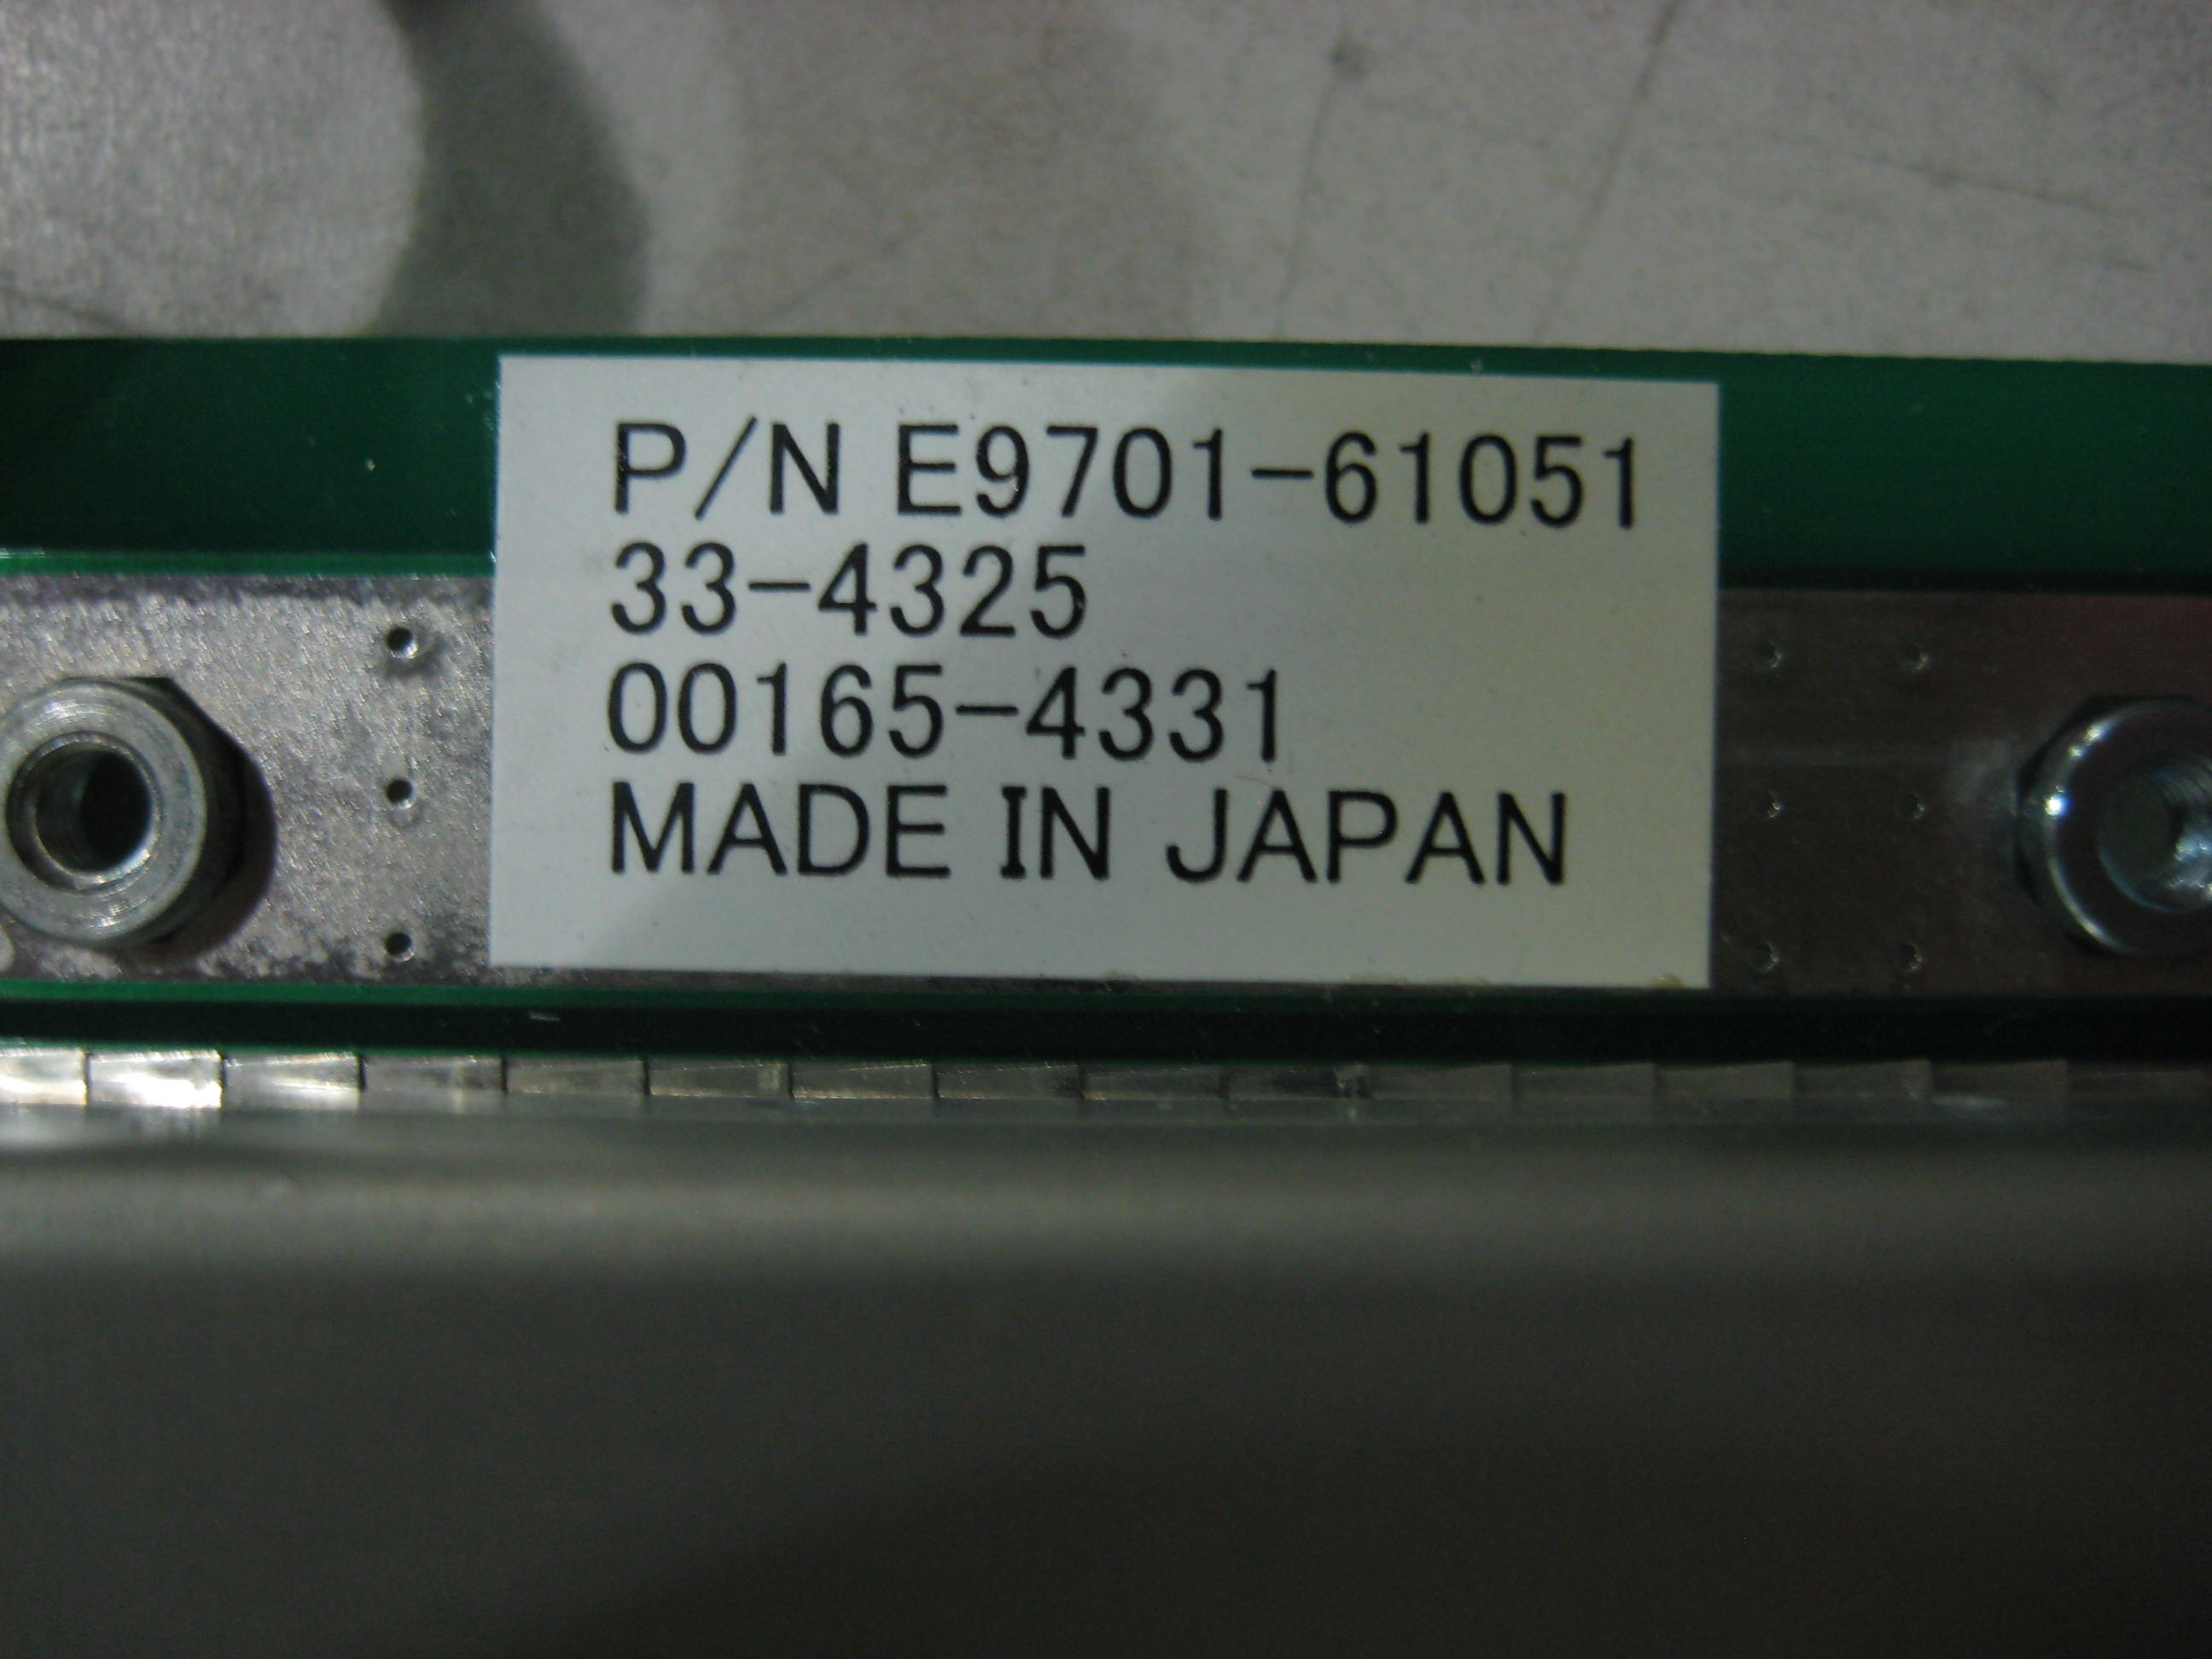 P/N E9701-61051
33-4325
00165-4331
MADE IN JAPAN